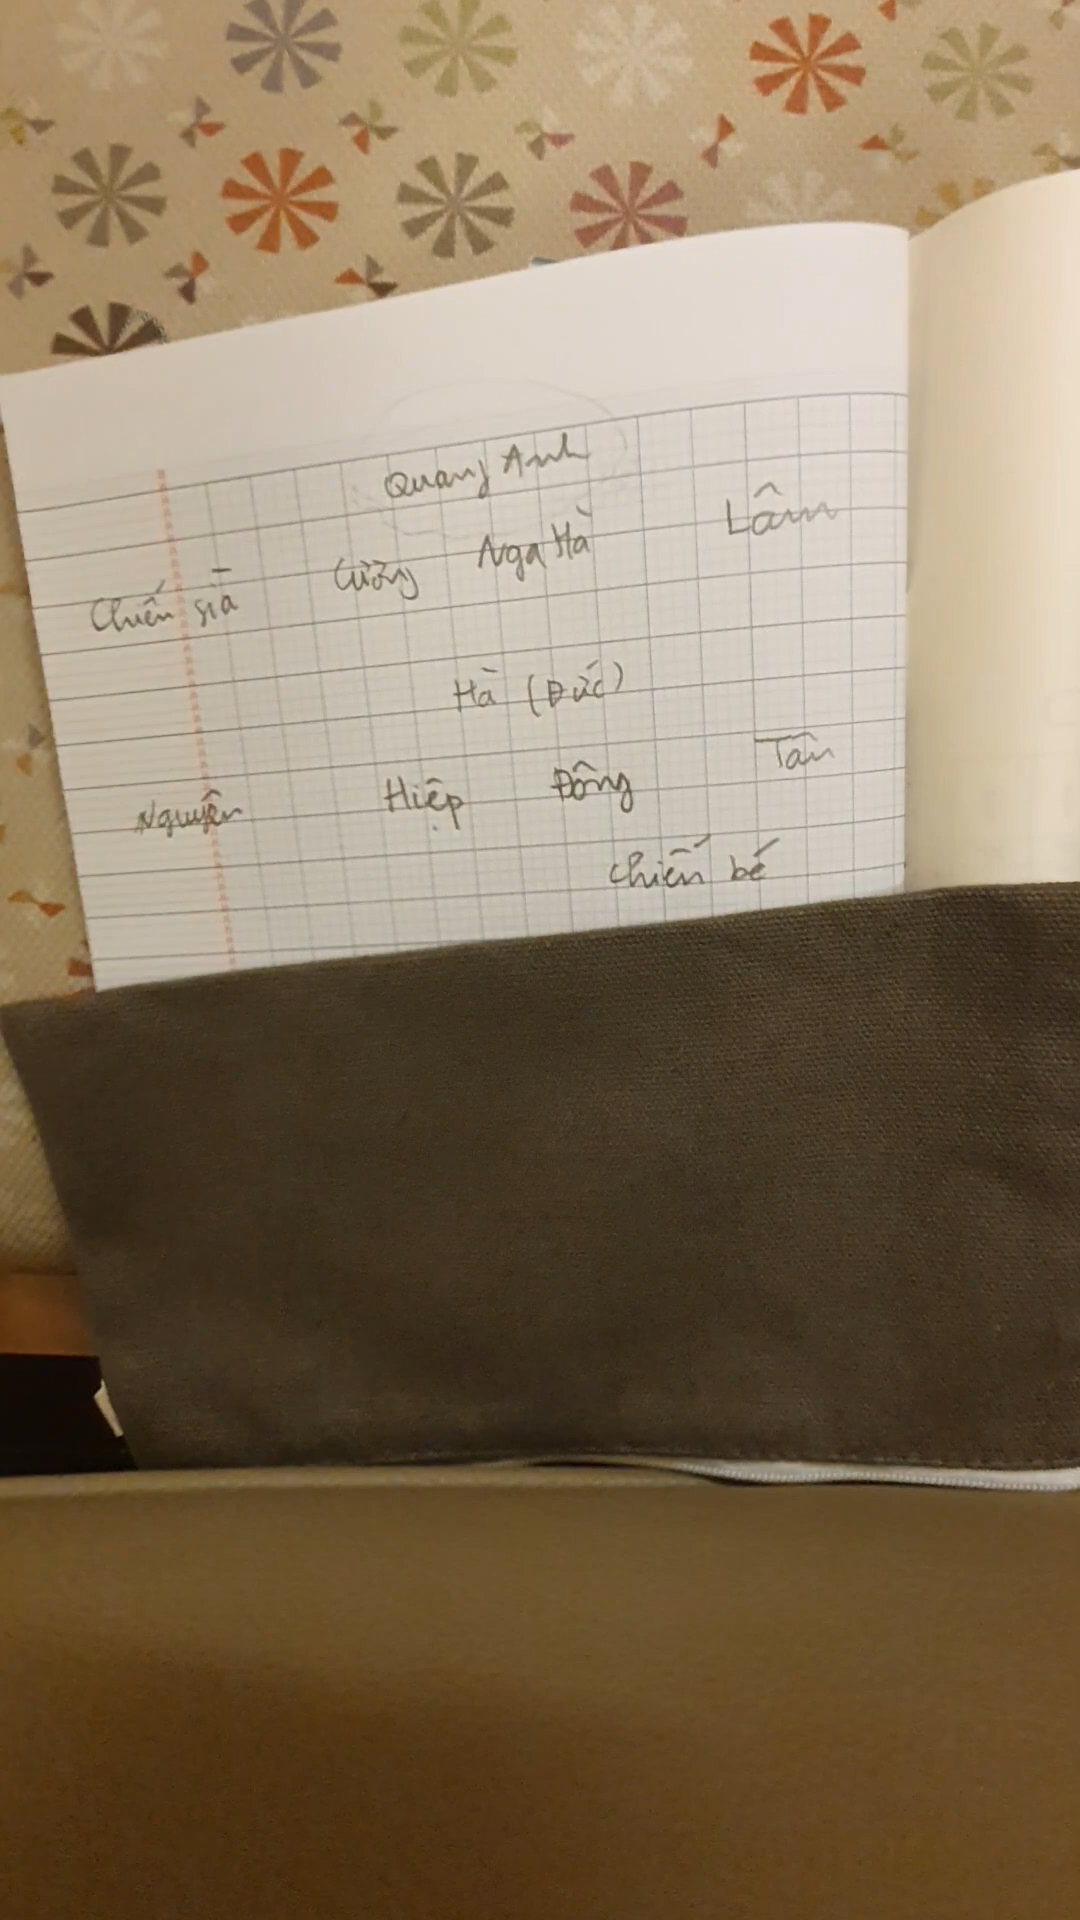 Quang Anh
Chiến già Cường Nga Hà Lâm
Hà (Đức)
Nguyện Hiệp Đông Tân
Chiến bé